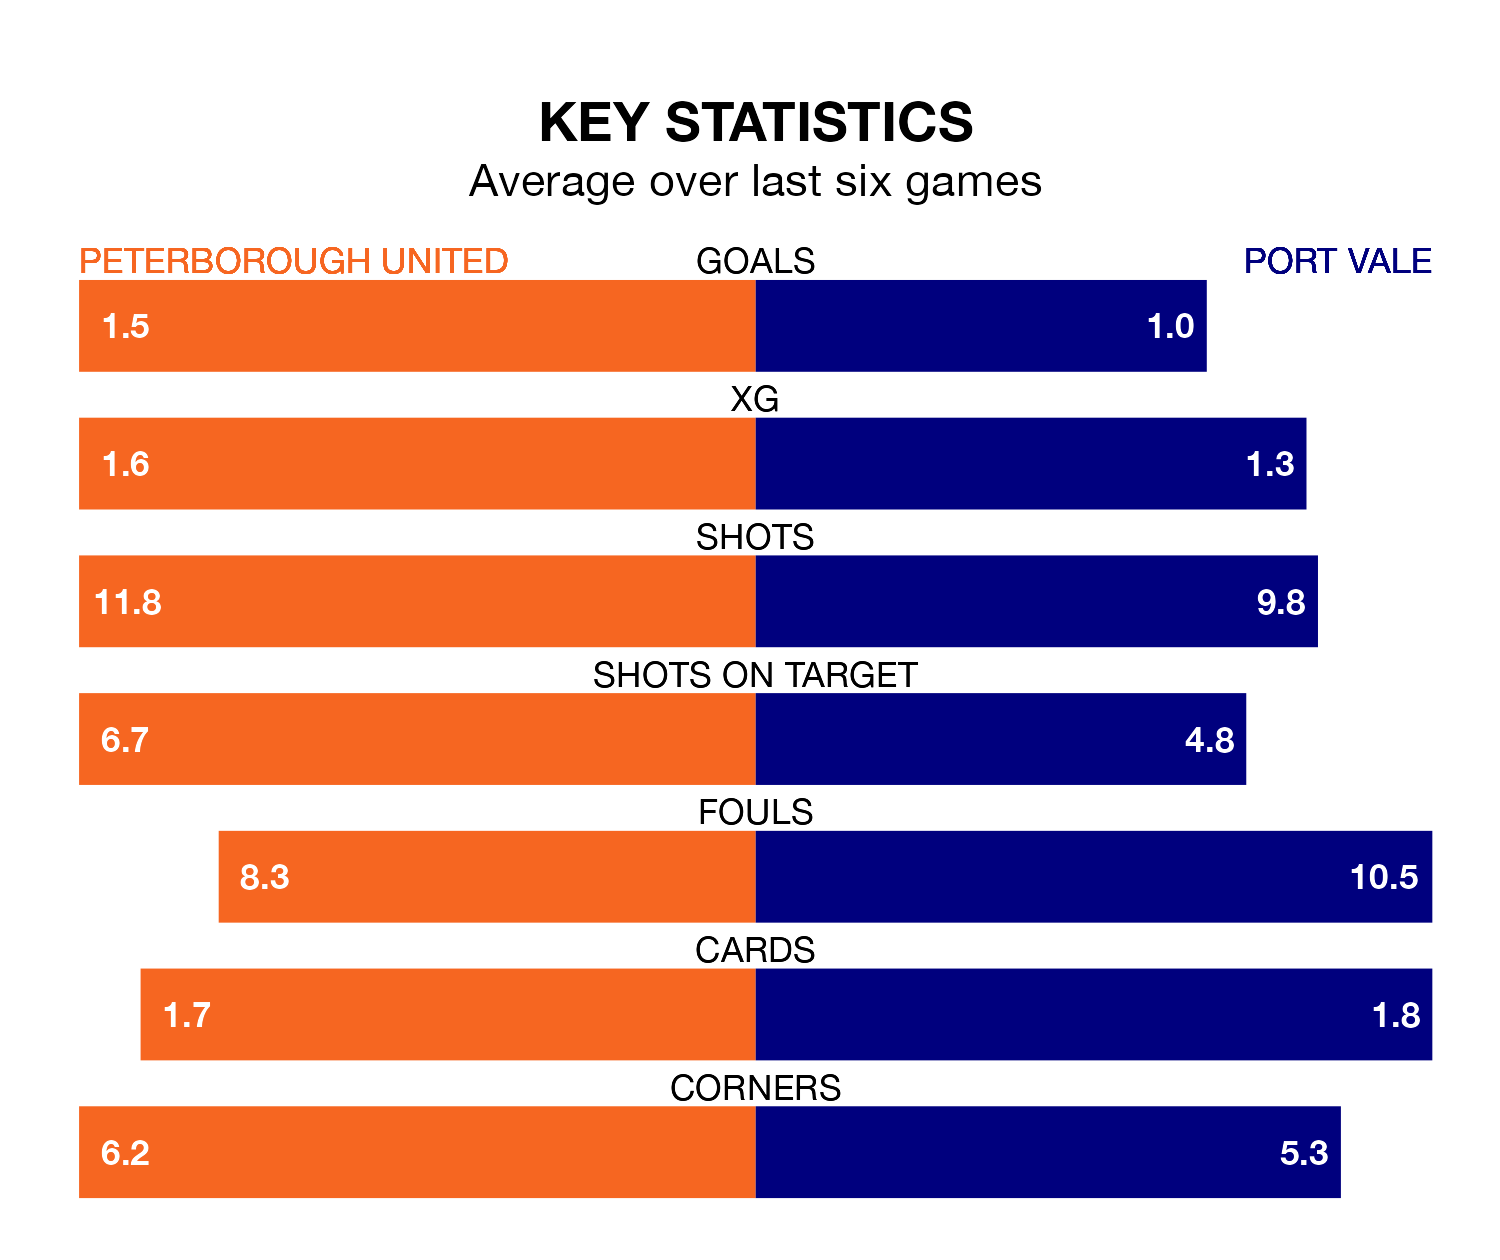 KEY STATISTICS
Average over last six games
PETERBOROUGH UNITED GOALS PORT VALE
1.5 1.0
XG
1.6 1.3
SHOTS
11.8 9.8
SHOTS ON TARGET
6.7 4.8
FOULS
8.3 10.5
CARDS
1.7 1.8
CORNERS
6.2 5.3